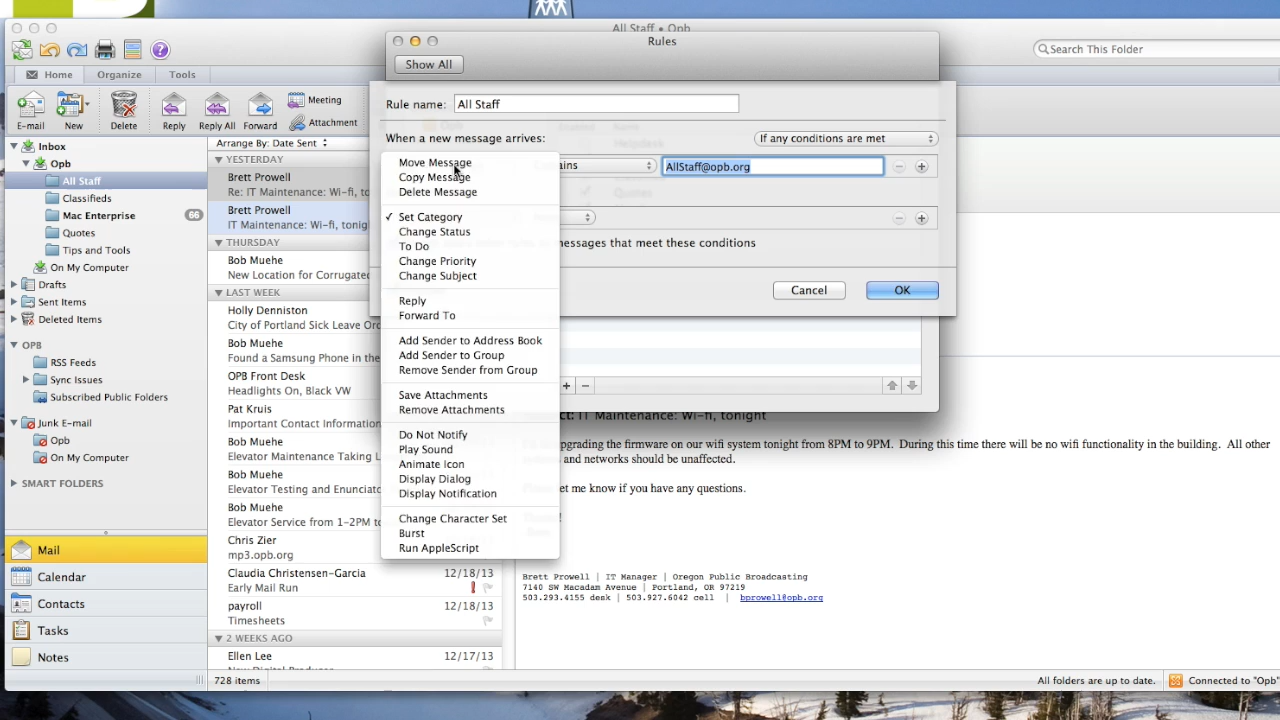 All Staff • Opb
Rules
Search This Folder
Show All
Home
Organize
Tools
E-mail
New
Delete
Reply
Reply All
Forward
Meeting
Attachment
Rule name:
All Staff
When a new message arrives:
If any conditions are met
AllStaff@opb.org
messages that meet these conditions
Cancel
OK
Move Message
Copy Message
Delete Message
✓ Set Category
Change Status
To Do
Change Priority
Change Subject
Reply
Forward To
Add Sender to Address Book
Add Sender to Group
Remove Sender from Group
Save Attachments
Remove Attachments
Do Not Notify
Play Sound
Animate Icon
Display Dialog
Display Notification
Change Character Set
Burst
Run AppleScript
Inbox
Opb
All Staff
Classifieds
Mac Enterprise 66
Quotes
Tips and Tools
On My Computer
Drafts
Sent Items
Deleted Items
OPB
RSS Feeds
Sync Issues
Subscribed Public Folders
Junk E-mail
Opb
On My Computer
SMART FOLDERS
Mail
Calendar
Contacts
Tasks
Notes
Arrange By: Date Sent
YESTERDAY
Brett Prowell
Re: IT Maintenance: Wi-fi,
Brett Prowell
IT Maintenance: Wi-fi, tonight
THURSDAY
Bob Muehe
New Location for Corrugated
LAST WEEK
Holly Denniston
City of Portland Sick Leave
Bob Muehe
Found a Samsung Phone in the
OPB Front Desk
Headlights On, Black VW
Pat Kruis
Important Contact Information
Bob Muehe
Elevator Maintenance Taking
Bob Muehe
Elevator Testing and
Bob Muehe
Elevator Service from 1-2PM
Chris Zier
mp3.opb.org
Claudia Christensen-Garcia 12/18/13
Early Mail Run
payroll 12/18/13
Timesheets
2 WEEKS AGO
Ellen Lee 12/17/13
728 items
IT Maintenance: Wi-fi, tonight
upgrading the firmware on our wifi system tonight from 8PM to 9PM. During this time there will be no wifi functionality in the building. All other
and networks should be unaffected.
let me know if you have any questions.
Brett Prowell | IT Manager | Oregon Public Broadcasting
7140 SW Macadam Avenue | Portland, OR 97219
503.293.4155 desk | 503.927.6042 cell | bprowell@opb.org
All folders are up to date.
Connected to "Opb"